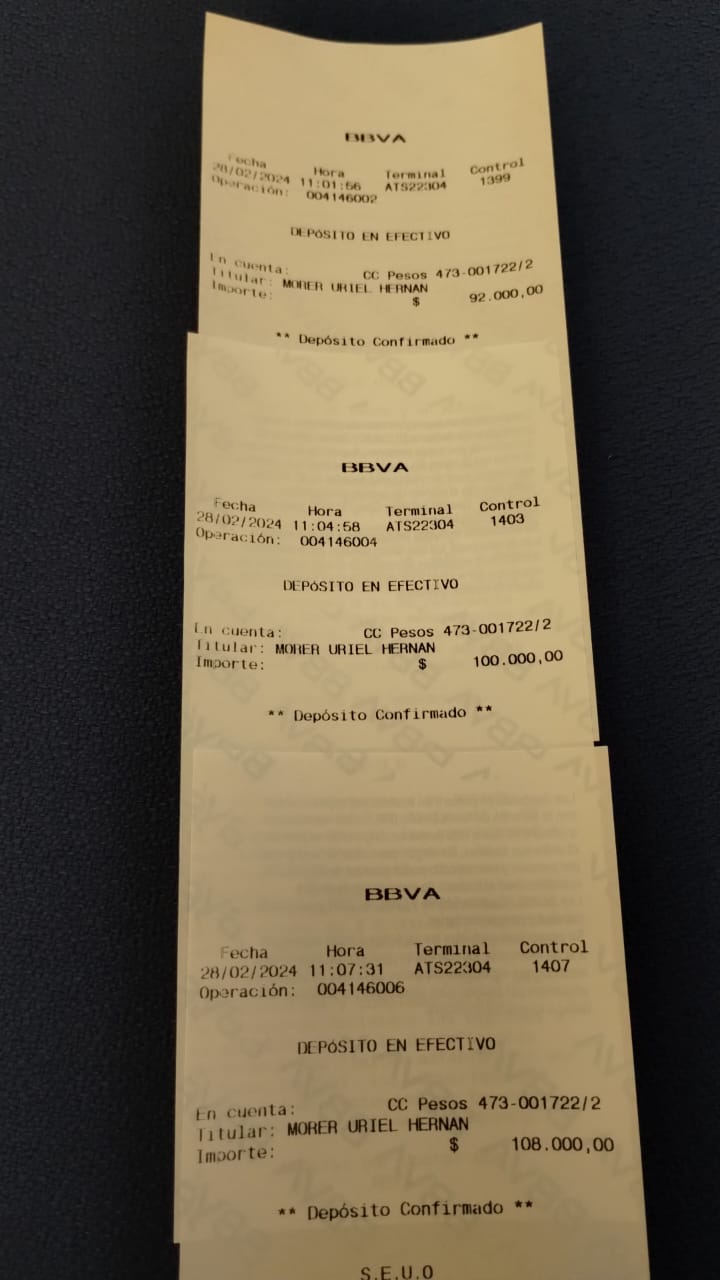 BBVA
Fecha Hora Terminal Control
28/02/2024 11:01:56 ATS22304 1399
Operación: 004146002
DEPÓSITO EN EFECTIVO
En cuenta: CC Pesos 473-001722/2
Titular: MORER URIEL HERNAN
Importe: $ 92.000,00
** Depósito Confirmado **
BBVA
Fecha Hora Terminal Control
28/02/2024 11:04:58 ATS22304 1403
Operación: 004146004
DEPÓSITO EN EFECTIVO
En cuenta: CC Pesos 473-001722/2
Titular: MORER URIEL HERNAN
Importe: $ 100.000,00
** Depósito Confirmado **
BBVA
Fecha Hora Terminal Control
28/02/2024 11:07:31 ATS22304 1407
Operación: 004146006
DEPÓSITO EN EFECTIVO
En cuenta: CC Pesos 473-001722/2
Titular: MORER URIEL HERNAN
Importe: $ 108.000,00
** Depósito Confirmado **
S.E.U.O